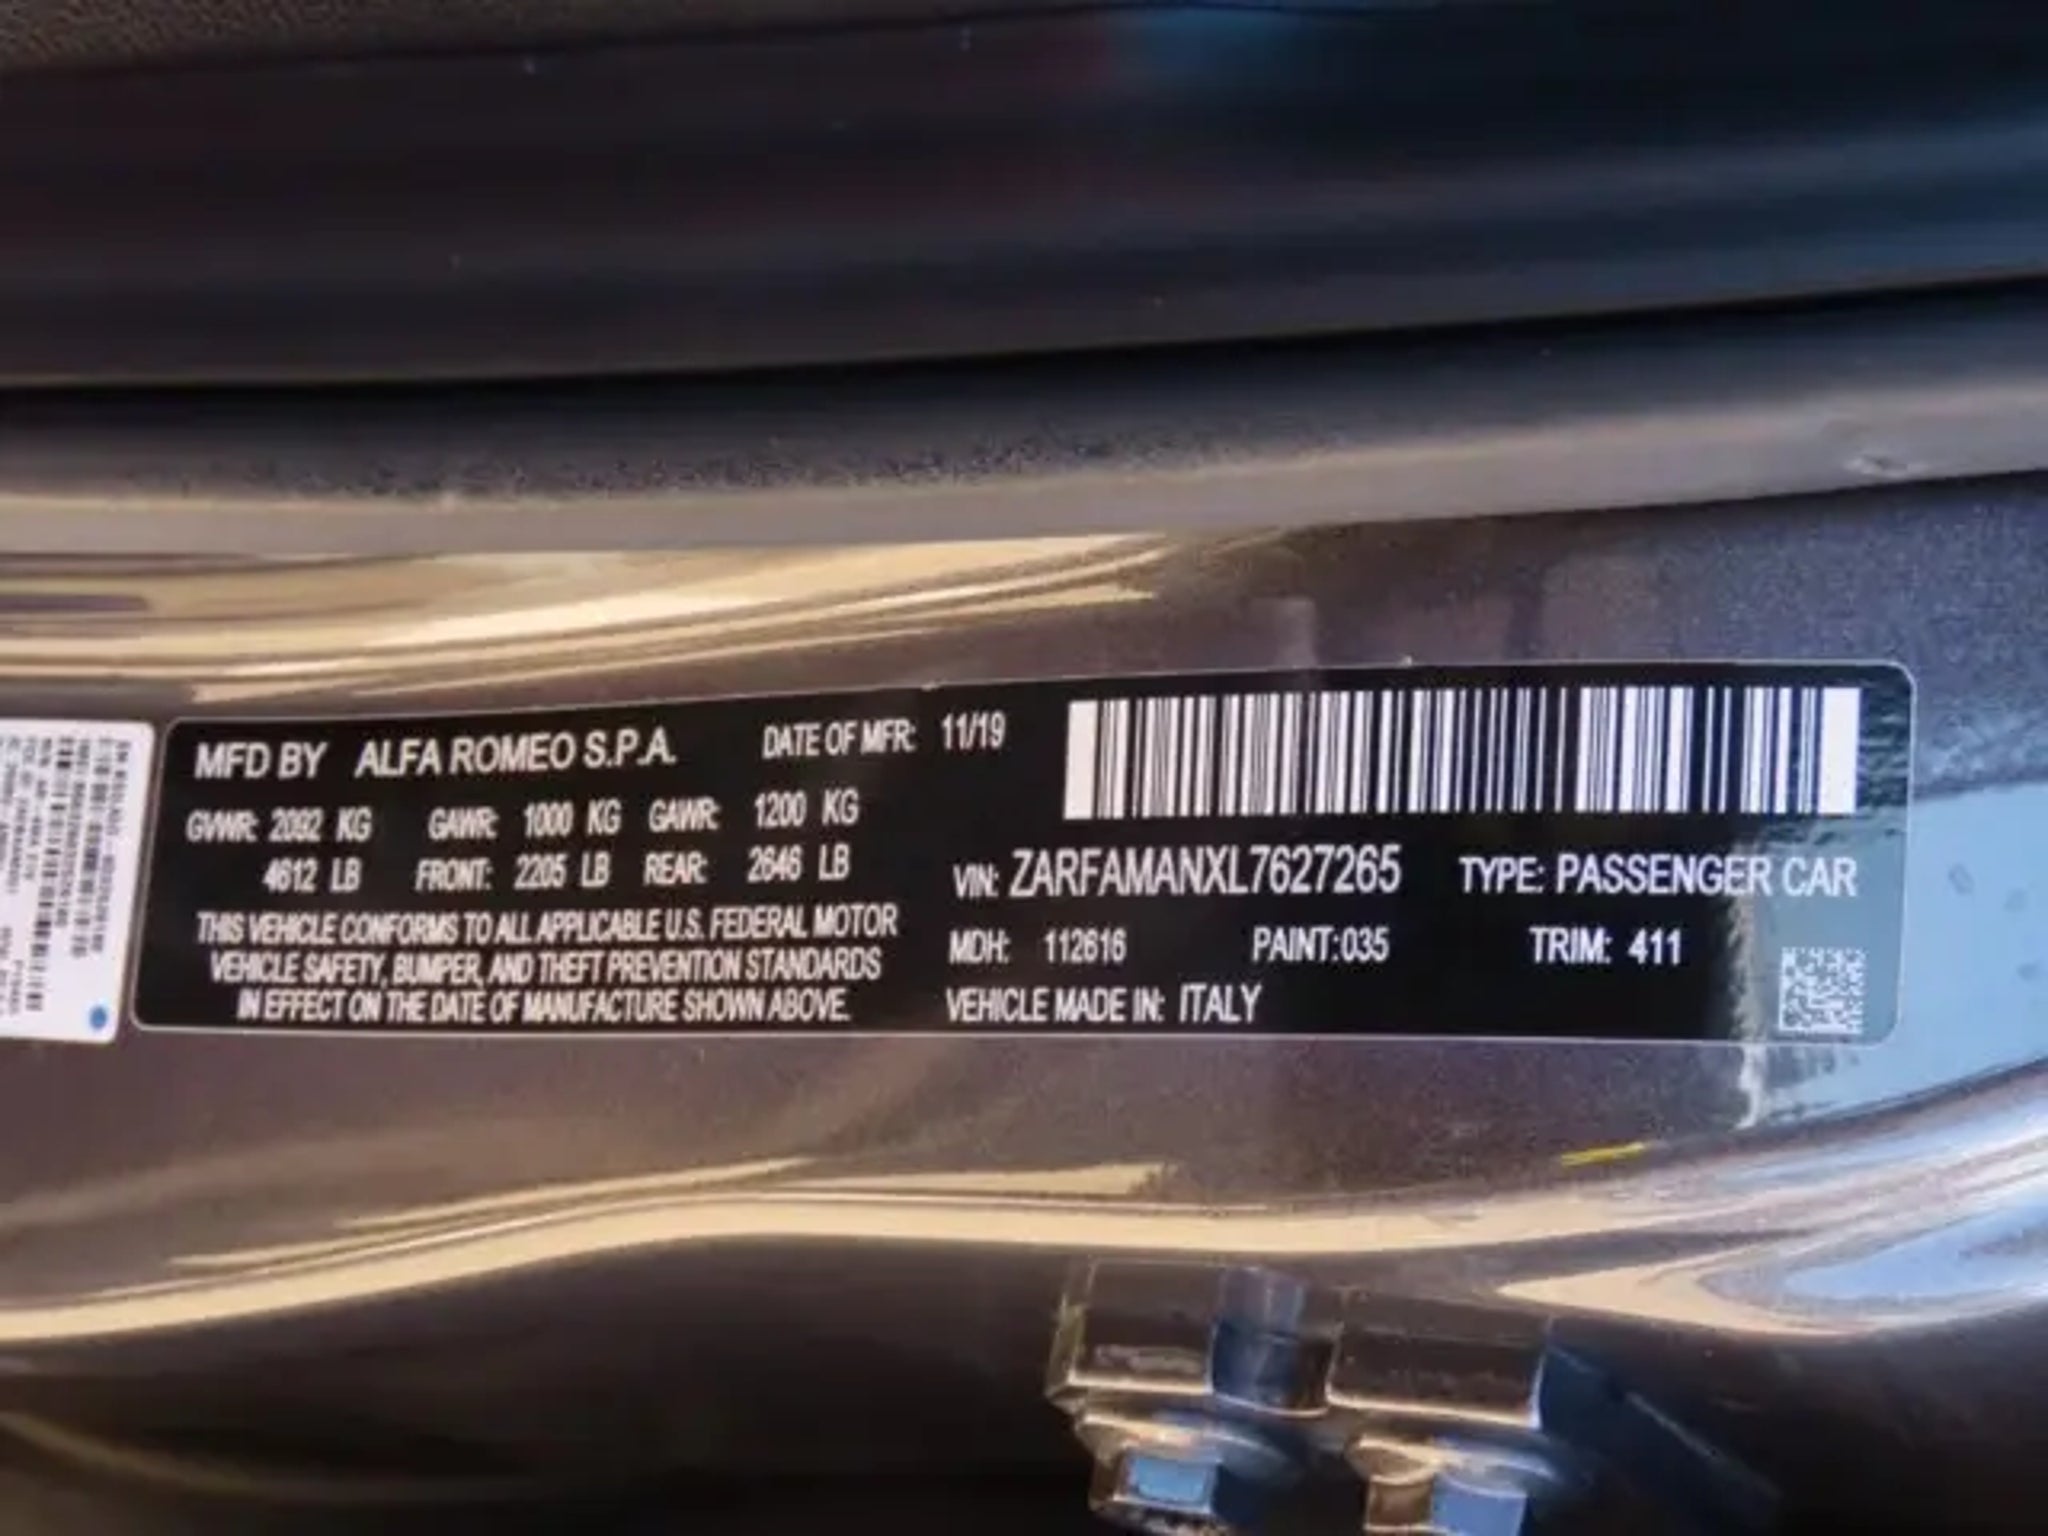 MFD BY ALFA ROMEO S.P.A. DATE OF MFR: 11/19
GVWR: 2092 KG GAWR: 1000 KG GAWR: 1200 KG
4612 LB FRONT: 2205 LB REAR: 2646 LB
THIS VEHICLE CONFORMS TO ALL APPLICABLE U.S. FEDERAL MOTOR
VEHICLE SAFETY, BUMPER, AND THEFT PREVENTION STANDARDS
IN EFFECT ON THE DATE OF MANUFACTURE SHOWN ABOVE.
VIN: ZARFAMANXL7627265 TYPE: PASSENGER CAR
MDH: 112616 PAINT:035 TRIM: 411
VEHICLE MADE IN: ITALY